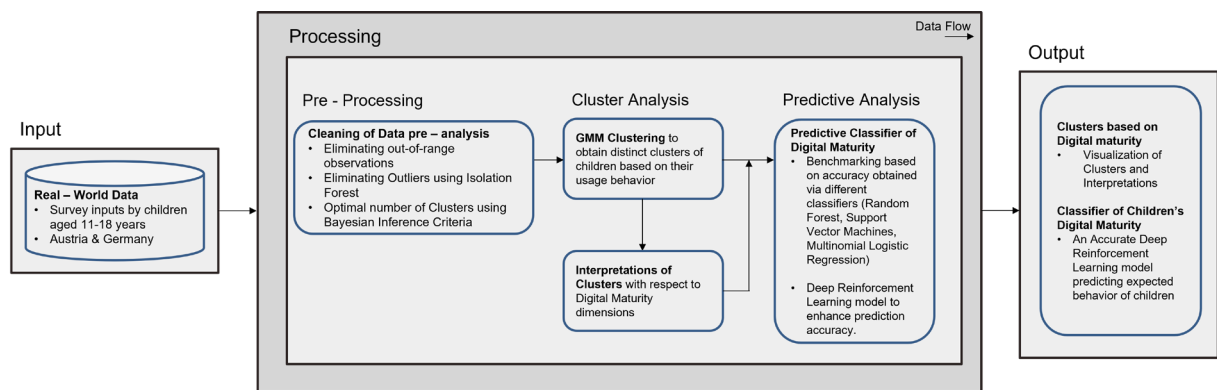 Input
Real – World Data
• Survey inputs by children
aged 11-18 years
• Austria & Germany
Processing
Data Flow
Pre - Processing
Cleaning of Data pre – analysis
• Eliminating out-of-range
observations
• Eliminating Outliers using Isolation
Forest
• Optimal number of Clusters using
Bayesian Inference Criteria
Cluster Analysis
GMM Clustering to
obtain distinct clusters of
children based on their
usage behavior
Interpretations of
Clusters with respect to
Digital Maturity
dimensions
Predictive Analysis
Predictive Classifier of
Digital Maturity
• Benchmarking based
on accuracy obtained
via different
classifiers (Random
Forest, Support
Vector Machines,
Multinomial Logistic
Regression)
• Deep Reinforcement
Learning model to
enhance prediction
accuracy.
Output
Clusters based on
Digital maturity
• Visualization of
Clusters and
Interpretations
Classifier of Children's
Digital Maturity
• An Accurate Deep
Reinforcement
Learning model
predicting expected
behavior of children